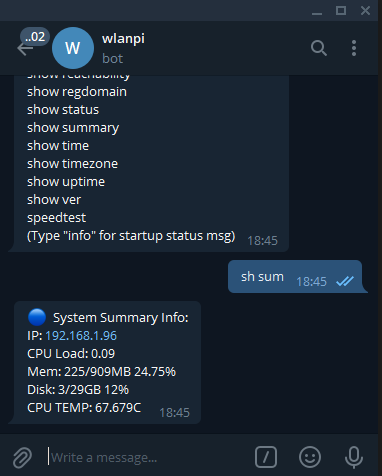 ..02
W
wlanpi
bot
show reachability
show regdomain
show status
show summary
show time
show timezone
show uptime
show ver
speedtest
(Type "info" for startup status msg)
18:45
sh sum
18:45
System Summary Info:
IP: 192.168.1.96
CPU Load: 0.09
Mem: 225/909MB 24.75%
Disk: 3/29GB 12%
CPU TEMP: 67.679C
18:45
Write a message...